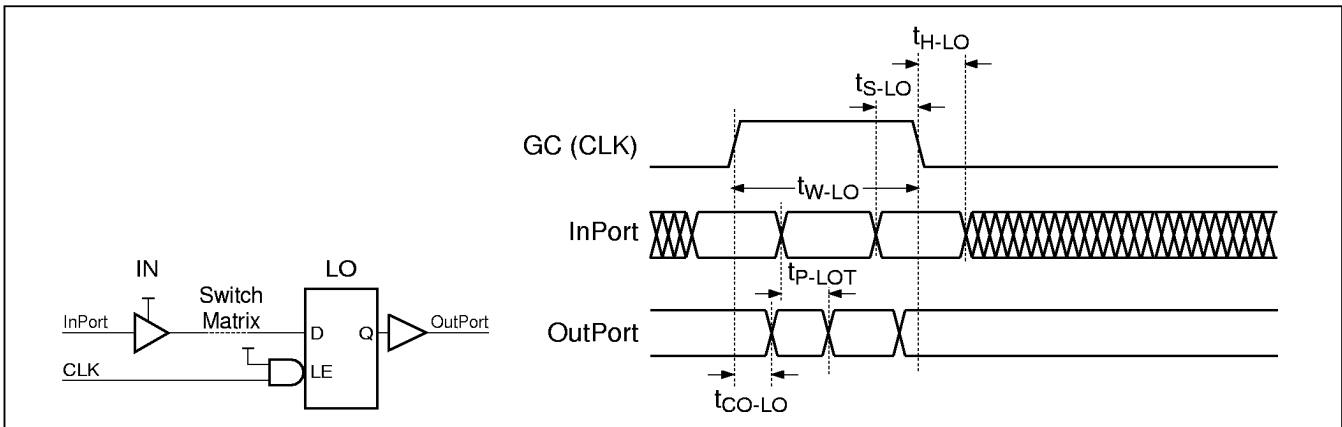 IN
LO
Switch
Matrix
InPort
D
Q
OutPort
CLK
LE
tH-LO
tS-LO
GC (CLK)
tW-LO
InPort
tP-LOT
OutPort
tCO-LO